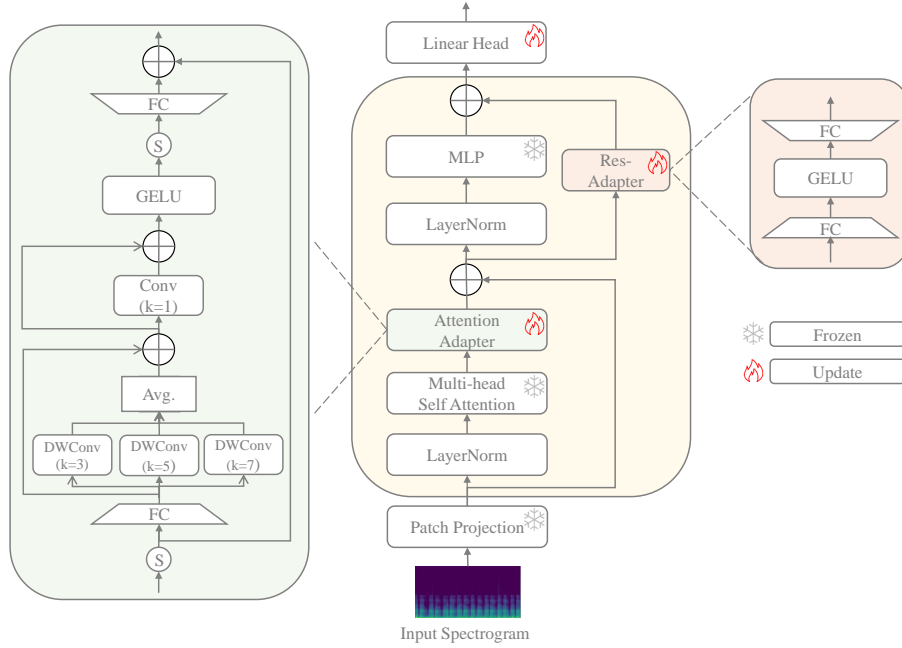 FC
S
GELU
Conv
(k=1)
Avg.
DWConv
(k=3)
DWConv
(k=5)
DWConv
(k=7)
FC
S
Linear Head
MLP
Res-
Adapter
LayerNorm
Attention
Adapter
Multi-head
Self Attention
LayerNorm
Patch Projection
Input Spectrogram
FC
GELU
FC
Frozen
Update